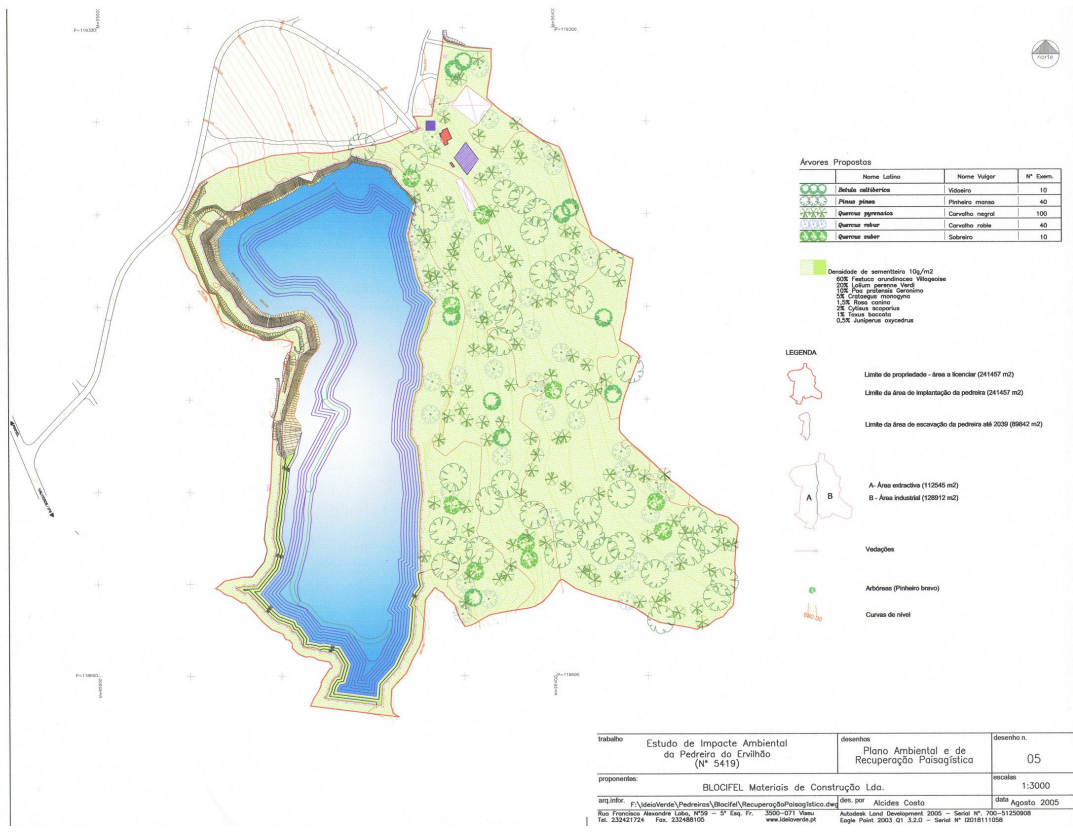 P=119300
P=119300
norte
Árvores Propostas
Nome Latino Nome Vulgar Nº Exem.
Betula celtiberica Vidoeiro 10
Pinus pinea Pinheiro manso 40
Quercus pyrenaica Carvalho negral 100
Quercus robur Carvalho roble 40
Quercus suber Sobreiro 10
Densidade de sementteira 10g/m2
60% Festuca arundinacea Villageoise
20% Lolium perenne Verdi
10% Poa pratensis Geronimo
5% Crataegus monogyna
1,5% Rosa canina
2% Cytisus scoparius
1% Taxus baccata
0,5% Juniperus oxycedrus
LEGENDA
Limite de propriedade - área a licenciar (241457 m2)
Limite da área de implantação da pedreira (241457 m2)
Limite da área de escavação da pedreira até 2039 (89842 m2)
A B
A- Área extractiva (112545 m2)
B - Área industrial (128912 m2)
Vedações
Arbóreas (Pinheiro bravo)
680.00 Curvas de nível
P=118600
P=118600
trabalho
Estudo de Impacte Ambiental
da Pedreira do Ervilhão
(Nº 5419)
desenhos
Plano Ambiental e de
Recuperação Paisagística
desenho n.
05
proponentes:
BLOCIFEL Materiais de Construção Lda.
escalas
1:3000
arq.infor. F:\IdeiaVerde\Pedreiras\Blocifel\RecuperaçãoPaisagística.dwg
des. por Alcides Costa
data Agosto 2005
Rua Francisco Alexandre Lobo, Nº59 - 5º Esq. Fr. 3500-071 Viseu
Tel. 232421724 Fax. 232488105 www.ideiaverde.pt
Autodesk Land Development 2005 - Serial Nº. 700-51250908
Eagle Point 2003 Q1 3.2.0 - Serial Nº I2018111058